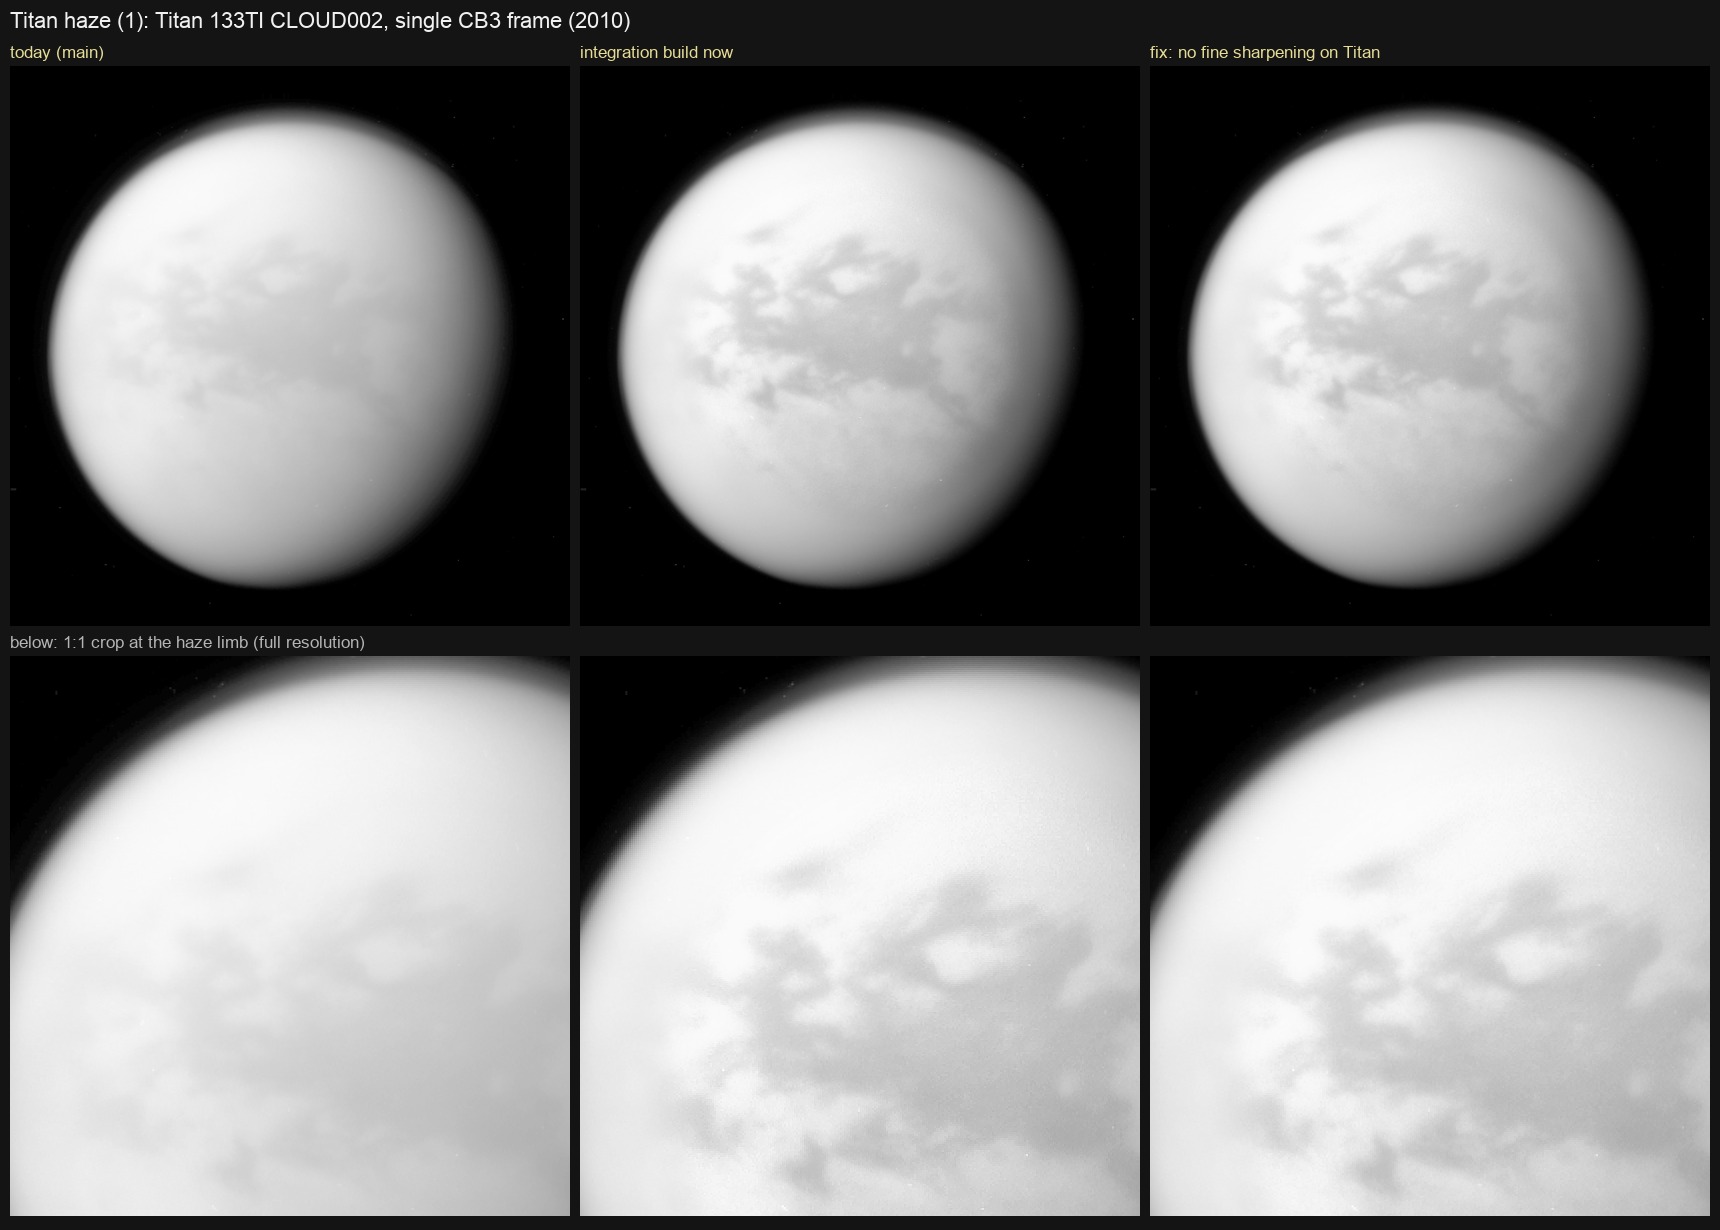 Titan haze (1): Titan 133TI CLOUD002, single CB3 frame (2010)
today (main)
integration build now
fix: no fine sharpening on Titan
below: 1:1 crop at the haze limb (full resolution)